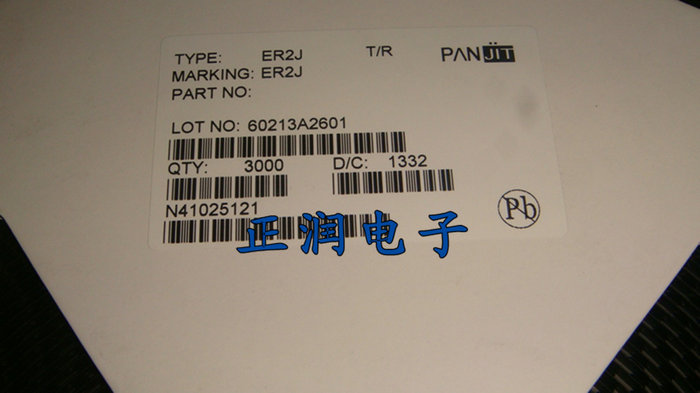 TYPE: ER2J T/R PANJIT
MARKING: ER2J
PART NO:
LOT NO: 60213A2601
QTY: 3000 D/C: 1332
N41025121
正润电子
Pb